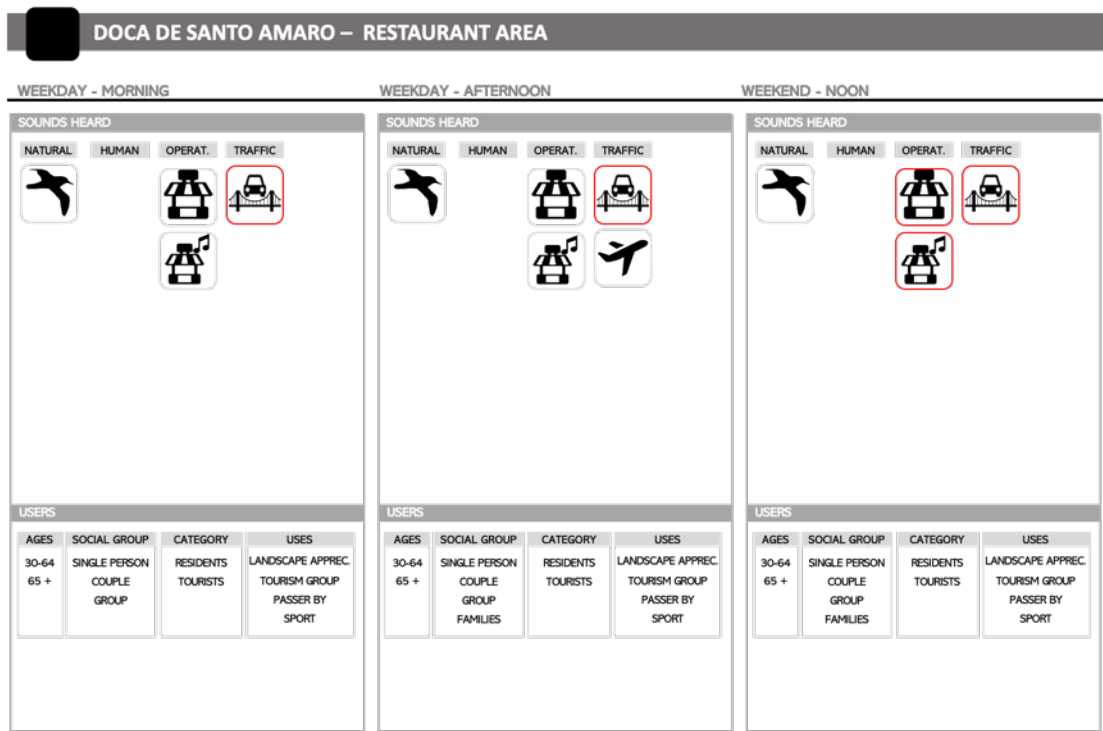 DOCA DE SANTO AMARO – RESTAURANT AREA
WEEKDAY - MORNING
SOUNDS HEARD
NATURAL HUMAN OPERAT. TRAFFIC
USERS
AGES SOCIAL GROUP CATEGORY USES
30-64 SINGLE PERSON RESIDENTS LANDSCAPE APPREC.
65 + COUPLE TOURISTS TOURISM GROUP
GROUP PASSER BY
SPORT
WEEKDAY - AFTERNOON
SOUNDS HEARD
NATURAL HUMAN OPERAT. TRAFFIC
USERS
AGES SOCIAL GROUP CATEGORY USES
30-64 SINGLE PERSON RESIDENTS LANDSCAPE APPREC.
65 + COUPLE TOURISTS TOURISM GROUP
GROUP PASSER BY
FAMILIES SPORT
WEEKEND - NOON
SOUNDS HEARD
NATURAL HUMAN OPERAT. TRAFFIC
USERS
AGES SOCIAL GROUP CATEGORY USES
30-64 SINGLE PERSON RESIDENTS LANDSCAPE APPREC.
65 + COUPLE TOURISTS TOURISM GROUP
GROUP PASSER BY
FAMILIES SPORT